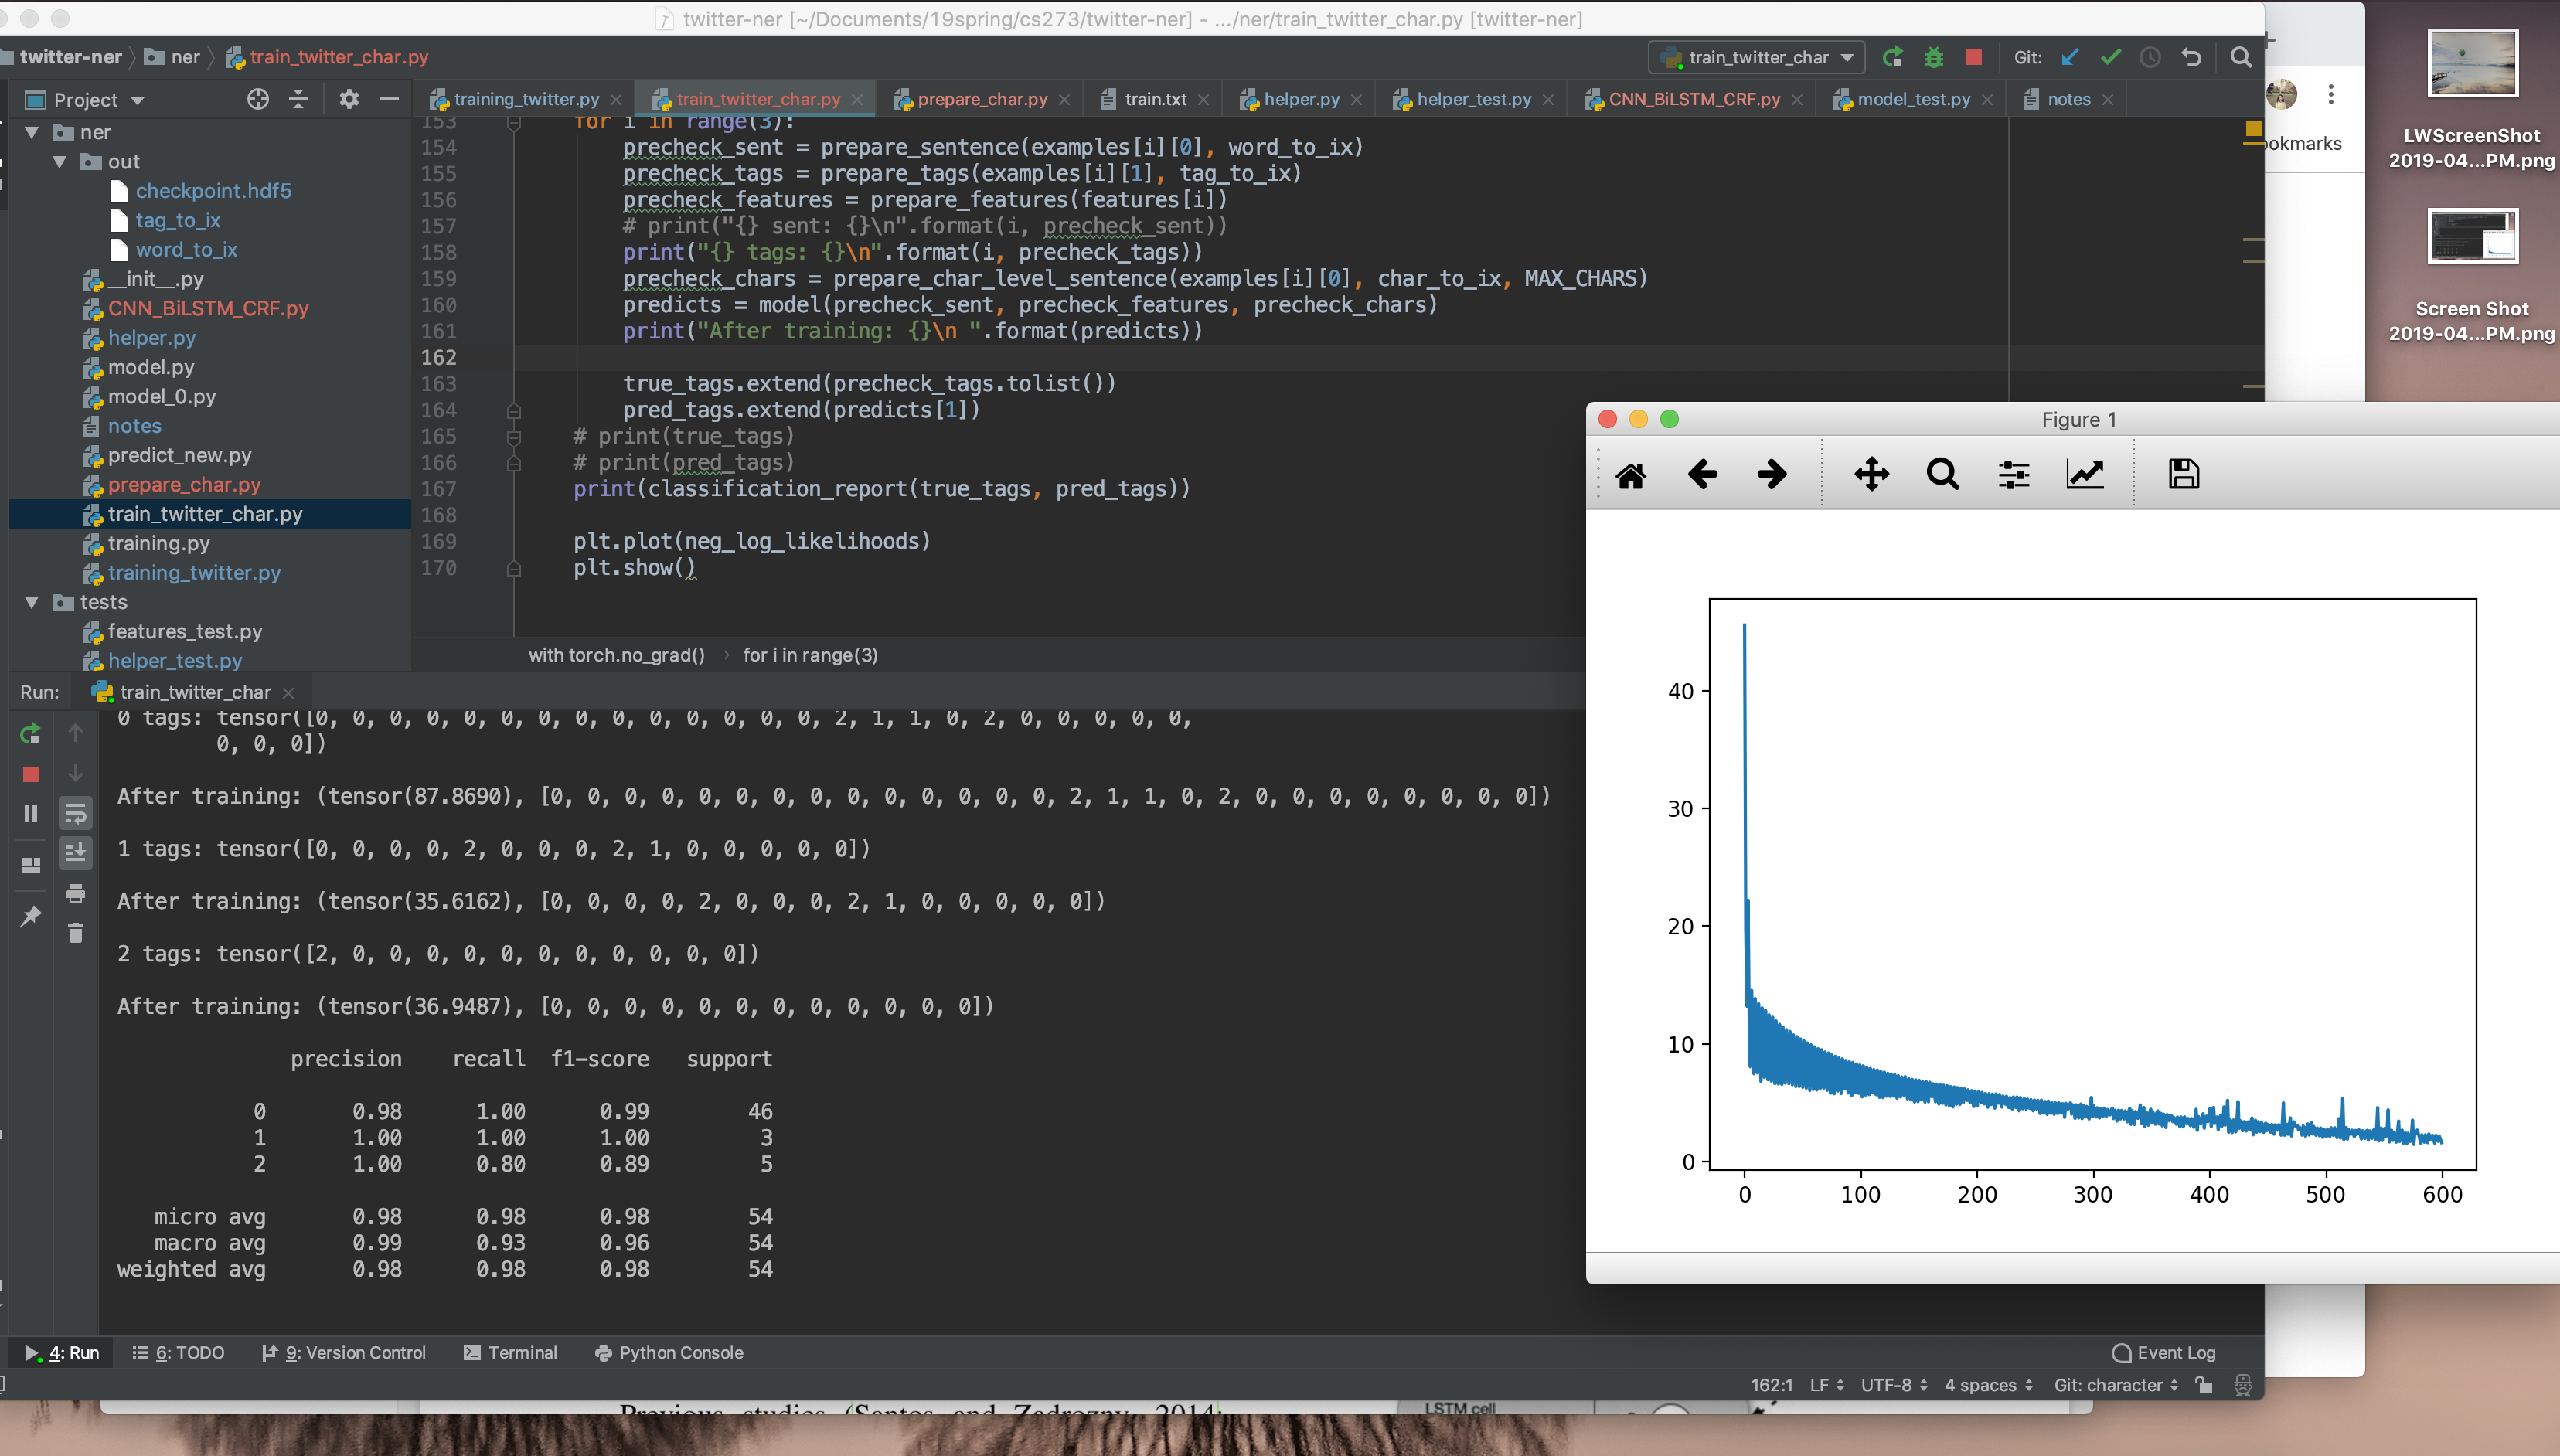 twitter-ner [~/Documents/19spring/cs273/twitter-ner] - .../ner/train_twitter_char.py [twitter-ner]
twitter-ner ner train_twitter_char.py
train_twitter_char Git:
Project
training_twitter.py train_twitter_char.py prepare_char.py train.txt helper.py helper_test.py CNN_BiLSTM_CRF.py model_test.py notes
ner
out
checkpoint.hdf5
tag_to_ix
word_to_ix
__init__.py
CNN_BiLSTM_CRF.py
helper.py
model.py
model_0.py
notes
predict_new.py
prepare_char.py
train_twitter_char.py
training.py
training_twitter.py
tests
features_test.py
helper_test.py
153 for i in range(3):
154 precheck_sent = prepare_sentence(examples[i][0], word_to_ix)
155 precheck_tags = prepare_tags(examples[i][1], tag_to_ix)
156 precheck_features = prepare_features(features[i])
157 # print("{} sent: {}\n".format(i, precheck_sent))
158 print("{} tags: {}\n".format(i, precheck_tags))
159 precheck_chars = prepare_char_level_sentence(examples[i][0], char_to_ix, MAX_CHARS)
160 predicts = model(precheck_sent, precheck_features, precheck_chars)
161 print("After training: {}\n ".format(predicts))
162
163 true_tags.extend(precheck_tags.tolist())
164 pred_tags.extend(predicts[1])
165 # print(true_tags)
166 # print(pred_tags)
167 print(classification_report(true_tags, pred_tags))
168
169 plt.plot(neg_log_likelihoods)
170 plt.show()
with torch.no_grad() for i in range(3)
Run: train_twitter_char
0 tags: tensor([0, 0, 0, 0, 0, 0, 0, 0, 0, 0, 0, 0, 0, 0, 2, 1, 1, 0, 2, 0, 0, 0, 0, 0,
0, 0, 0])
After training: (tensor(87.8690), [0, 0, 0, 0, 0, 0, 0, 0, 0, 0, 0, 0, 0, 0, 2, 1, 1, 0, 2, 0, 0, 0, 0, 0, 0, 0, 0])
1 tags: tensor([0, 0, 0, 0, 2, 0, 0, 0, 2, 1, 0, 0, 0, 0, 0])
After training: (tensor(35.6162), [0, 0, 0, 0, 2, 0, 0, 0, 2, 1, 0, 0, 0, 0, 0])
2 tags: tensor([2, 0, 0, 0, 0, 0, 0, 0, 0, 0, 0, 0])
After training: (tensor(36.9487), [0, 0, 0, 0, 0, 0, 0, 0, 0, 0, 0, 0])
precision recall f1-score support
0 0.98 1.00 0.99 46
1 1.00 1.00 1.00 3
2 1.00 0.80 0.89 5
micro avg 0.98 0.98 0.98 54
macro avg 0.99 0.93 0.96 54
weighted avg 0.98 0.98 0.98 54
4: Run 6: TODO 9: Version Control Terminal Python Console Event Log
162:1 LF UTF-8 4 spaces Git: character
Figure 1
40
30
20
10
0
0 100 200 300 400 500 600
ookmarks
LWScreenShot
2019-04...PM.png
Screen Shot
2019-04...PM.png
Previous studies (Santos and Zadrozny, 2014;
LSTM cell